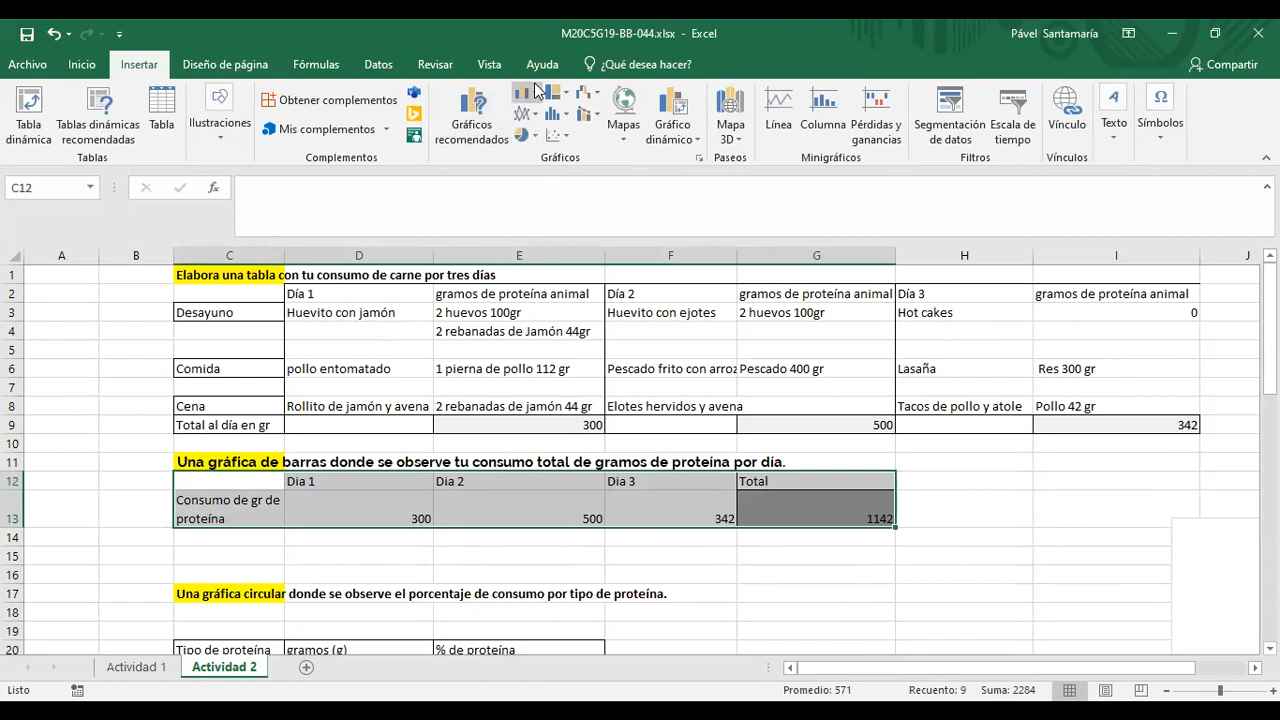 M20C5G19-BB-044.xlsx - Excel
Pável Santamaría
Archivo Inicio Insertar Diseño de página Fórmulas Datos Revisar Vista Ayuda ¿Qué desea hacer? Compartir
Tabla dinámica
Tablas dinámicas recomendadas
Tabla
Ilustraciones
Obtener complementos
Mis complementos
Gráficos recomendados
Mapas
Gráfico dinámico
Mapa 3D
Línea
Columna
Pérdidas y ganancias
Segmentación de datos
Escala de tiempo
Vínculo
Texto
Símbolos
Tablas Complementos Gráficos Paseos Minigráficos Filtros Vínculos
C12 fx
A B C D E F G H I J
1 Elabora una tabla con tu consumo de carne por tres días
2 Día 1 gramos de proteína animal Día 2 gramos de proteína animal Día 3 gramos de proteína animal
3 Desayuno Huevito con jamón 2 huevos 100gr Huevito con ejotes 2 huevos 100gr Hot cakes 0
4 2 rebanadas de Jamón 44gr
5
6 Comida pollo entomatado 1 pierna de pollo 112 gr Pescado frito con arroz Pescado 400 gr Lasaña Res 300 gr
7
8 Cena Rollito de jamón y avena 2 rebanadas de jamón 44 gr Elotes hervidos y avena Tacos de pollo y atole Pollo 42 gr
9 Total al día en gr 300 500 342
10
11 Una gráfica de barras donde se observe tu consumo total de gramos de proteína por día.
12 Dia 1 Dia 2 Dia 3 Total
Consumo de gr de
13 proteína 300 500 342 1142
14
15
16
17 Una gráfica circular donde se observe el porcentaje de consumo por tipo de proteína.
18
19
20 Tipo de proteína gramos (g) % de proteína
Actividad 1 Actividad 2
Listo Promedio: 571 Recuento: 9 Suma: 2284